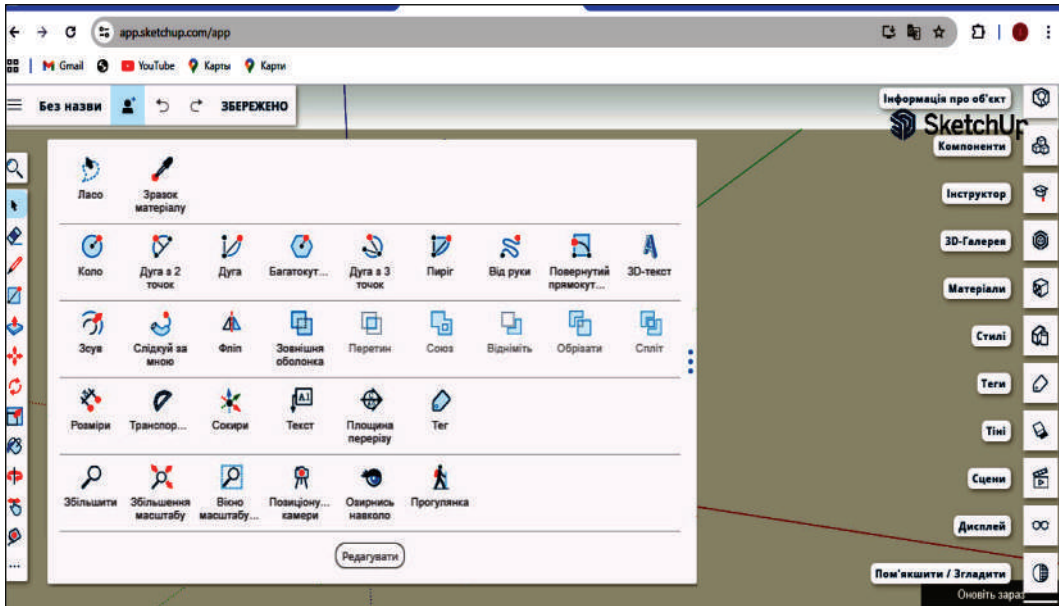 app.sketchup.com/app
Gmail YouTube Карты Карти
Без назви ЗБЕРЕЖЕНО
Інформація про об'єкт
SketchUp
Компоненти
Інструктор
3D-Галерея
Матеріали
Стилі
Теги
Тіні
Сцени
Дисплей
Пом'якшити / Згладити
Оновіть зараз
Ласо
Зразок
матеріалу
Коло
Дуга з 2
точок
Дуга
Багатокут...
Дуга з 3
точок
Пиріг
Від руки
Повернутий
прямокут...
3D-текст
A
Зсув
Слідкуй за
мною
Фліп
Зовнішня
оболонка
Перетин
Союз
Відніміть
Обрізати
Спліт
Розміри
Транспор...
Сокири
A1
Текст
Площина
перерізу
Тег
Збільшити
Збільшення
масштабу
Вікно
масштабу...
Позиціону...
камери
Озирнись
навколо
Прогулянка
Редагувати